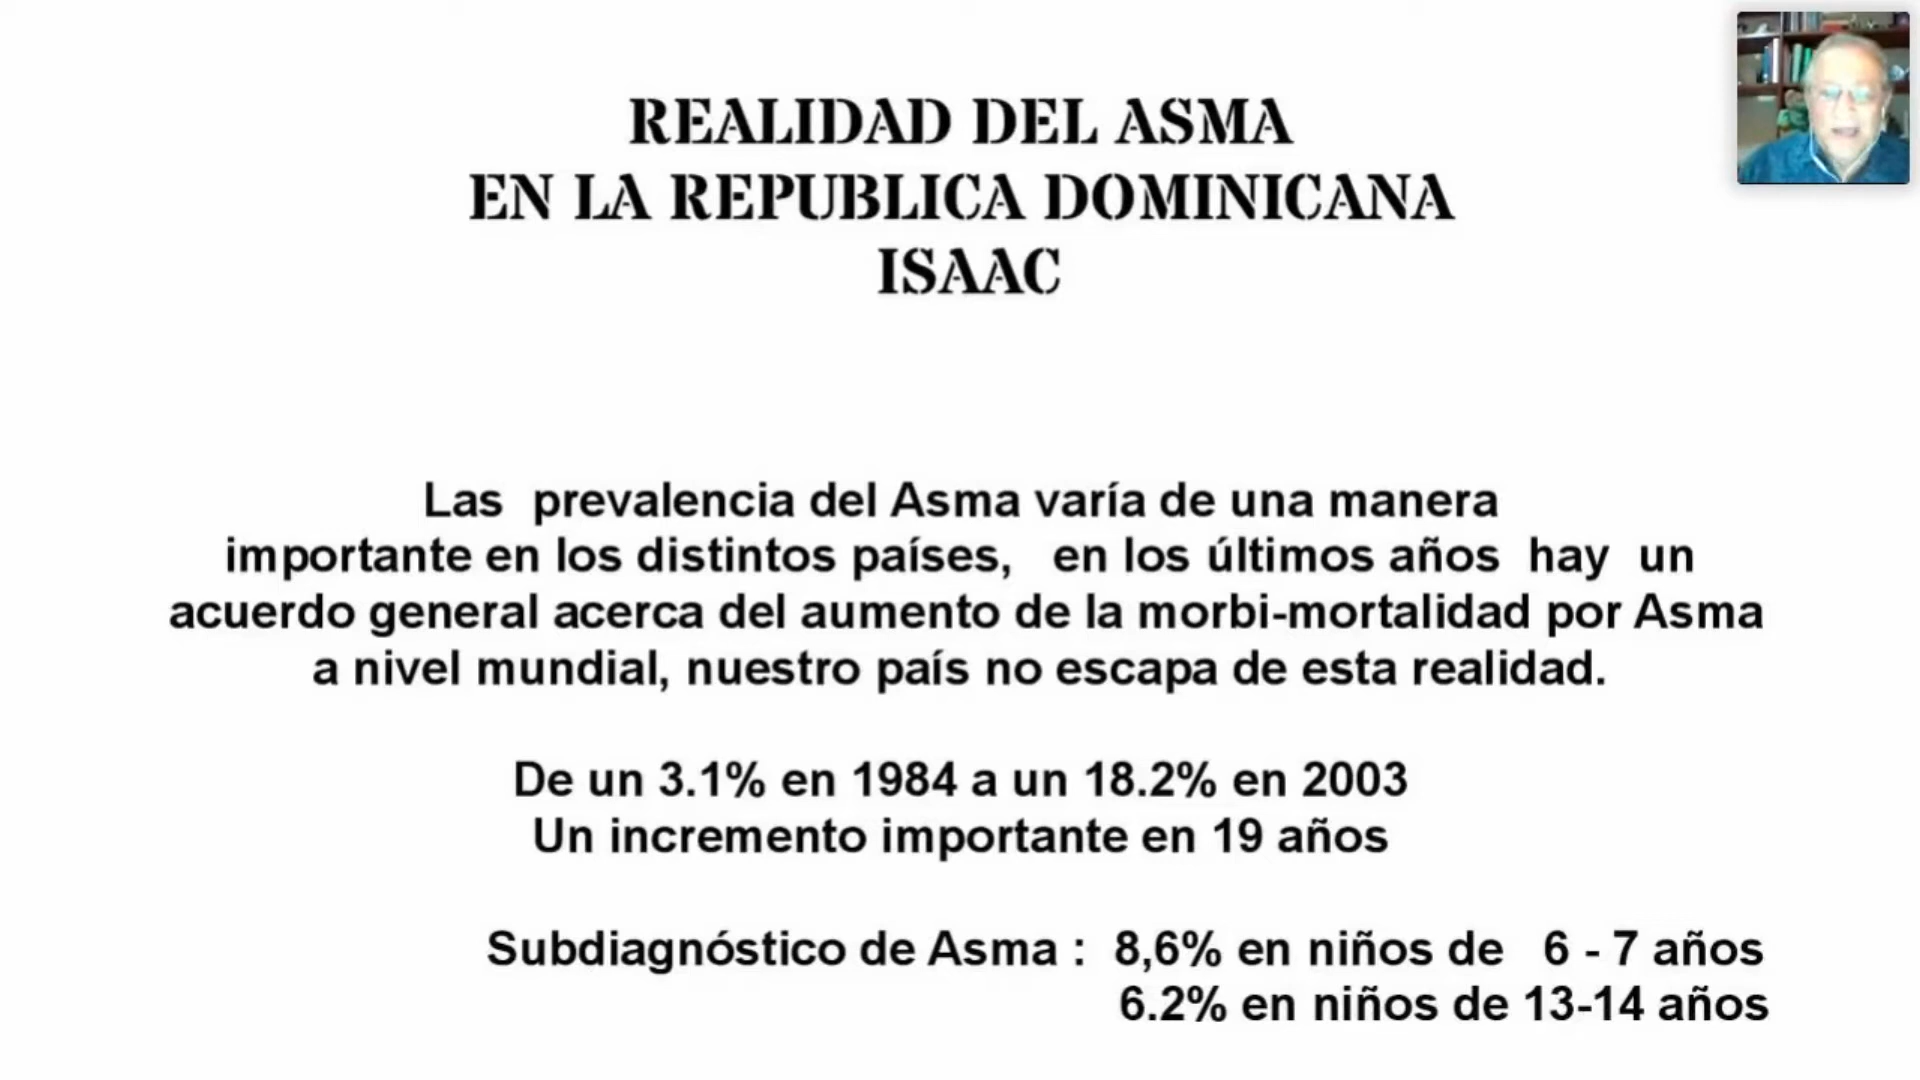 REALIDAD DEL ASMA
EN LA REPUBLICA DOMINICANA
ISAAC
Las prevalencia del Asma varía de una manera
importante en los distintos países, en los últimos años hay un
acuerdo general acerca del aumento de la morbi-mortalidad por Asma
a nivel mundial, nuestro país no escapa de esta realidad.
De un 3.1% en 1984 a un 18.2% en 2003
Un incremento importante en 19 años
Subdiagnóstico de Asma : 8,6% en niños de 6 - 7 años
6.2% en niños de 13-14 años